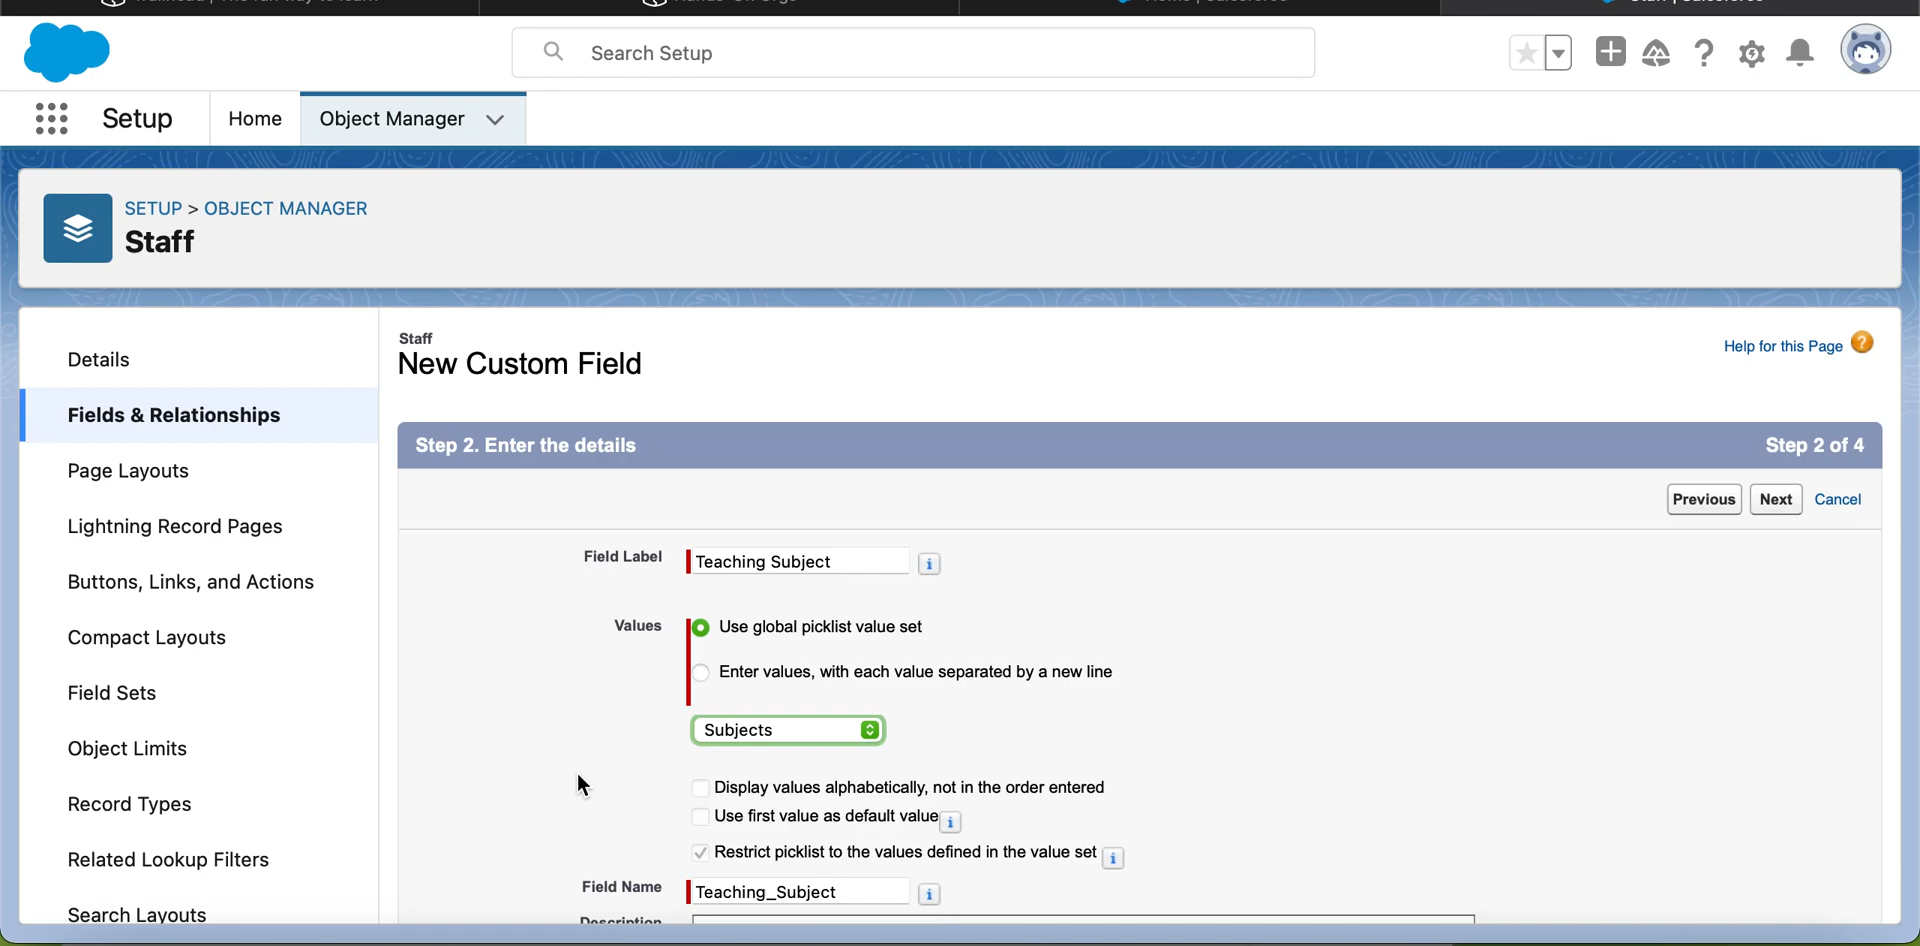 Search Setup
Setup
Home
Object Manager
SETUP > OBJECT MANAGER
Staff
Details
Fields & Relationships
Page Layouts
Lightning Record Pages
Buttons, Links, and Actions
Compact Layouts
Field Sets
Object Limits
Record Types
Related Lookup Filters
Search Layouts
Staff
New Custom Field
Help for this Page
Step 2. Enter the details
Step 2 of 4
Previous
Next
Cancel
Field Label
Teaching Subject
Values
Use global picklist value set
Enter values, with each value separated by a new line
Subjects
Display values alphabetically, not in the order entered
Use first value as default value
Restrict picklist to the values defined in the value set
Field Name
Teaching_Subject
Description